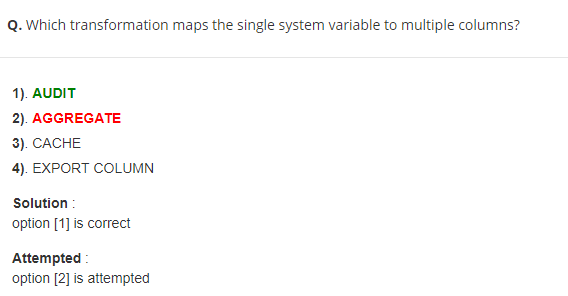 Q. Which transformation maps the single system variable to multiple columns?
1). AUDIT
2). AGGREGATE
3). CACHE
4). EXPORT COLUMN
Solution :
option [1] is correct
Attempted :
option [2] is attempted